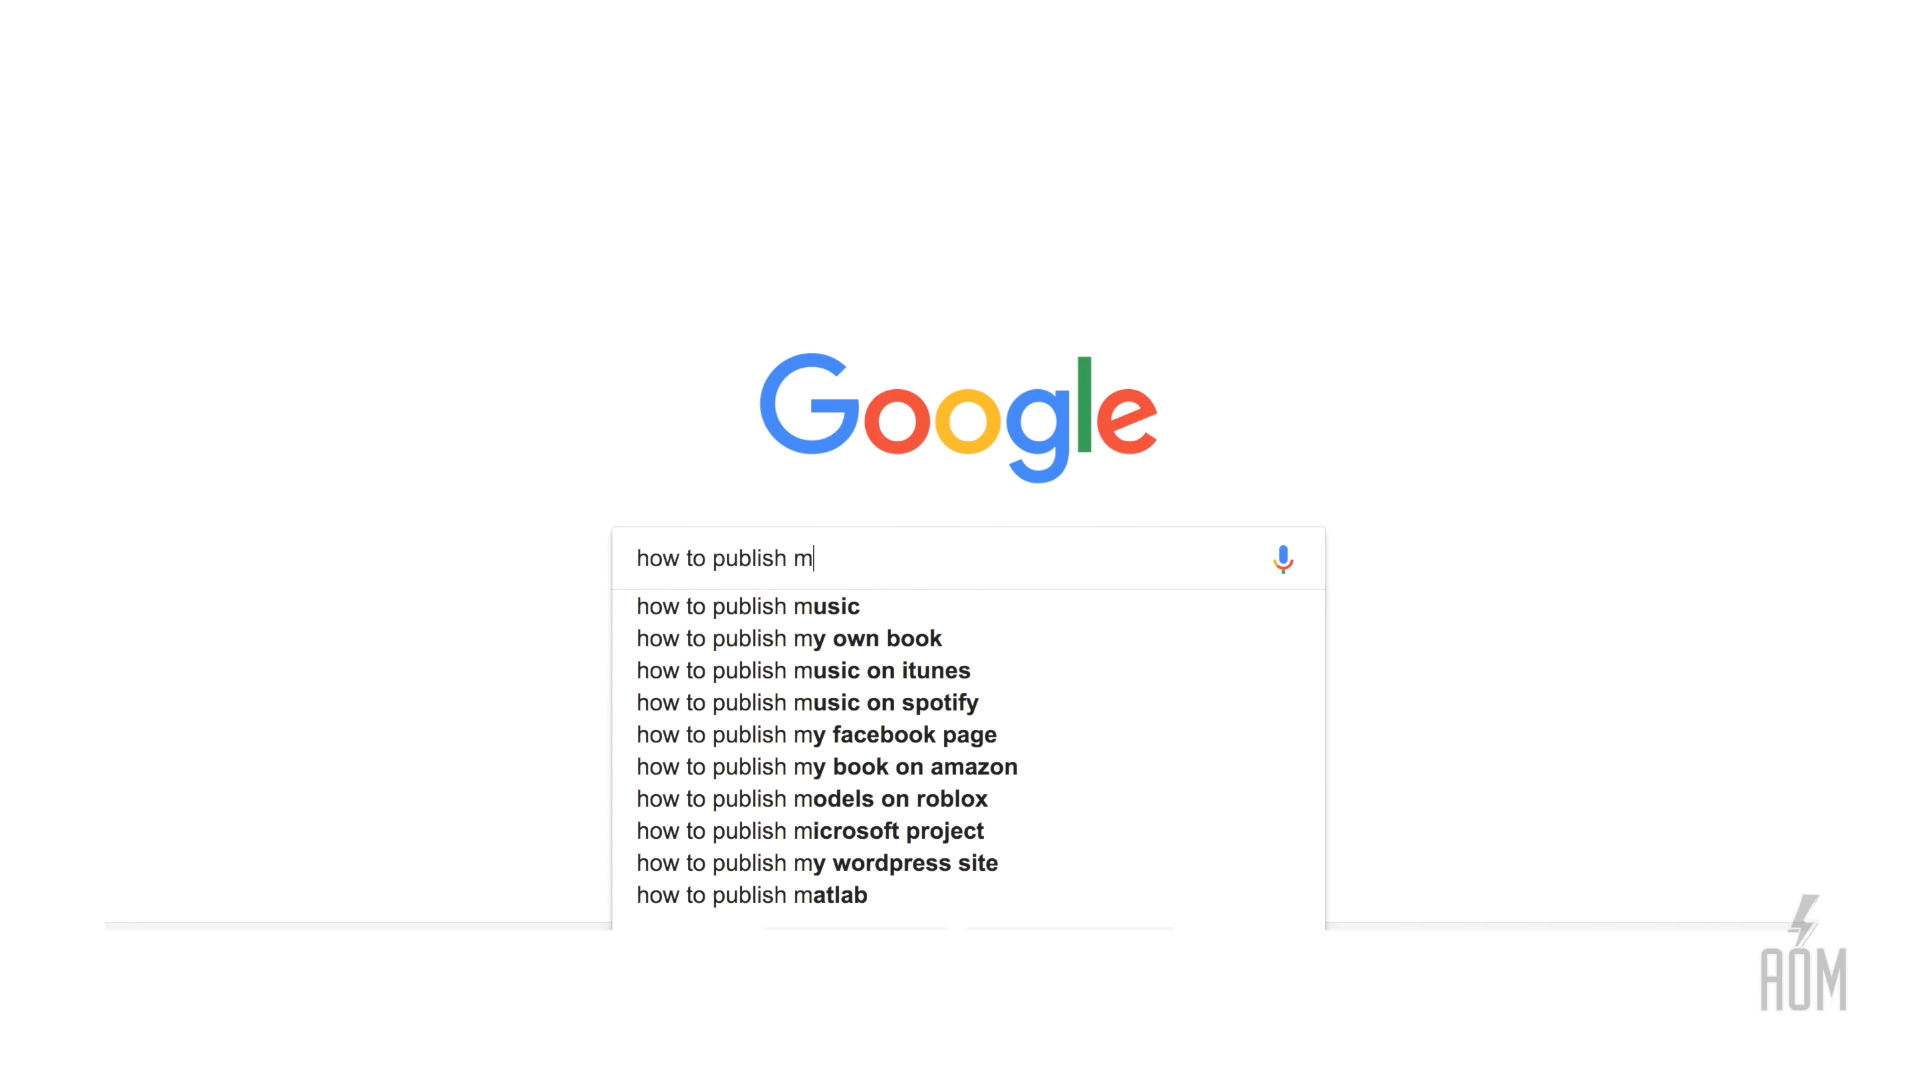 Google
how to publish m
how to publish music
how to publish my own book
how to publish music on itunes
how to publish music on spotify
how to publish my facebook page
how to publish my book on amazon
how to publish models on roblox
how to publish microsoft project
how to publish my wordpress site
how to publish matlab
AOM